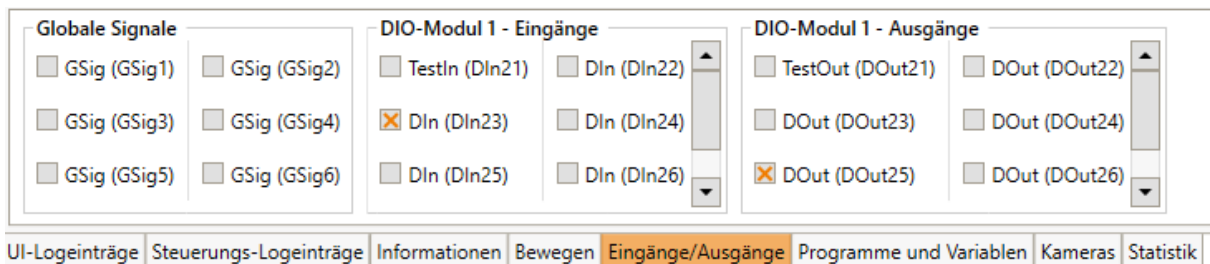 Globale Signale DIO-Modul 1 - Eingänge DIO-Modul 1 - Ausgänge
GSig (GSig1) GSig (GSig2) TestIn (DIn21) DIn (DIn22) TestOut (DOut21) DOut (DOut22)
GSig (GSig3) GSig (GSig4) DIn (DIn23) DIn (DIn24) DOut (DOut23) DOut (DOut24)
GSig (GSig5) GSig (GSig6) DIn (DIn25) DIn (DIn26) DOut (DOut25) DOut (DOut26)
UI-Logeinträge Steuerungs-Logeinträge Informationen Bewegen Eingänge/Ausgänge Programme und Variablen Kameras Statistik